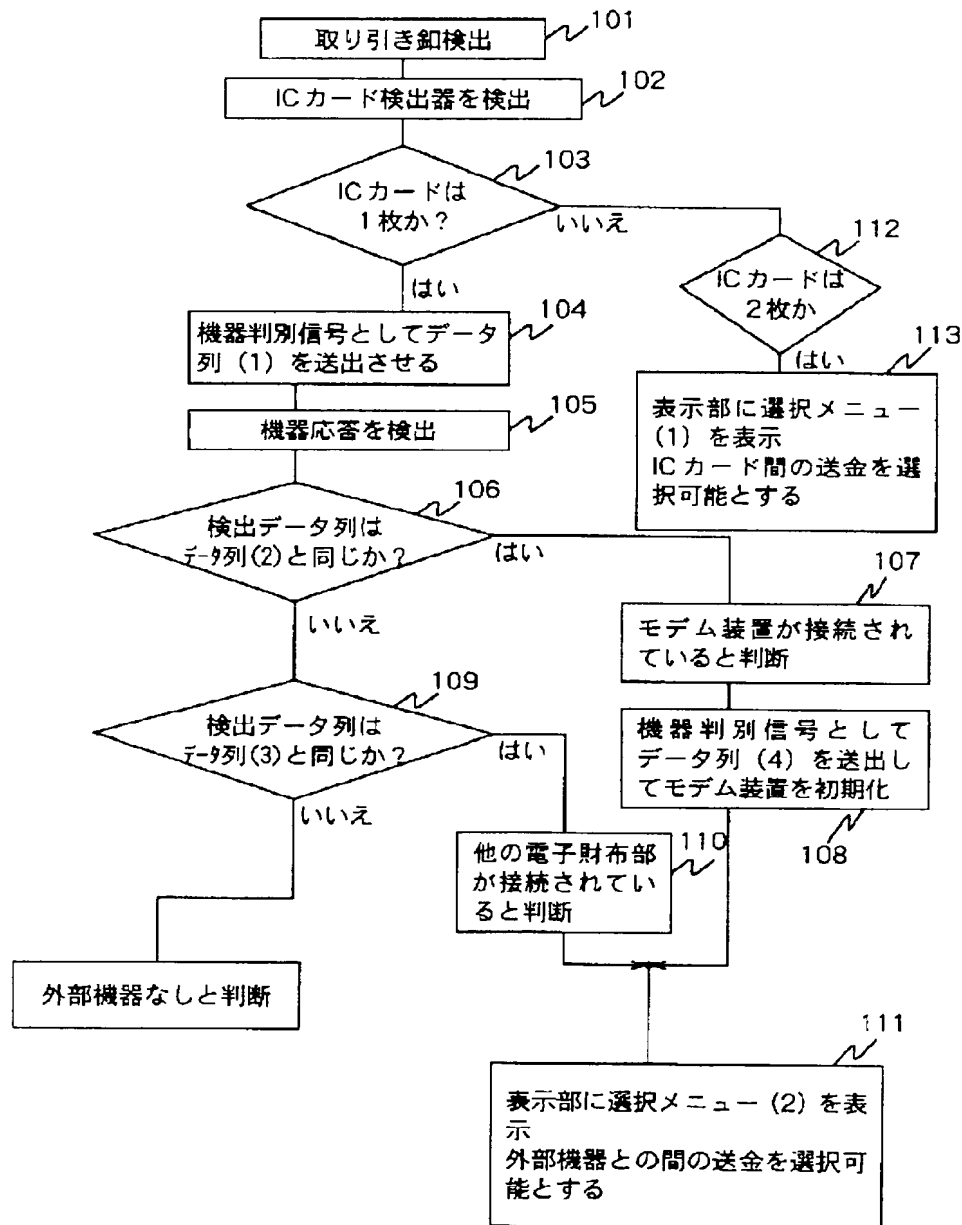 取り引き釦検出
101
ICカード検出器を検出
102
103
ICカードは
1枚か？
いいえ
はい
112
ICカードは
2枚か
はい
113
104
機器判別信号としてデータ
列（1）を送出させる
表示部に選択メニュー
(1）を表示
ICカード間の送金を選
択可能とする
105
機器応答を検出
106
検出データ列は
データ列(2)と同じか？
はい
いいえ
107
モデム装置が接続され
ていると判断
109
検出データ列は
データ列(3)と同じか？
はい
いいえ
機器判別信号として
データ列（4）を送出し
てモデム装置を初期化
108
110
他の電子財布部
が接続されてい
ると判断
外部機器なしと判断
111
表示部に選択メニュー（2）を表
示
外部機器との間の送金を選択可
能とする